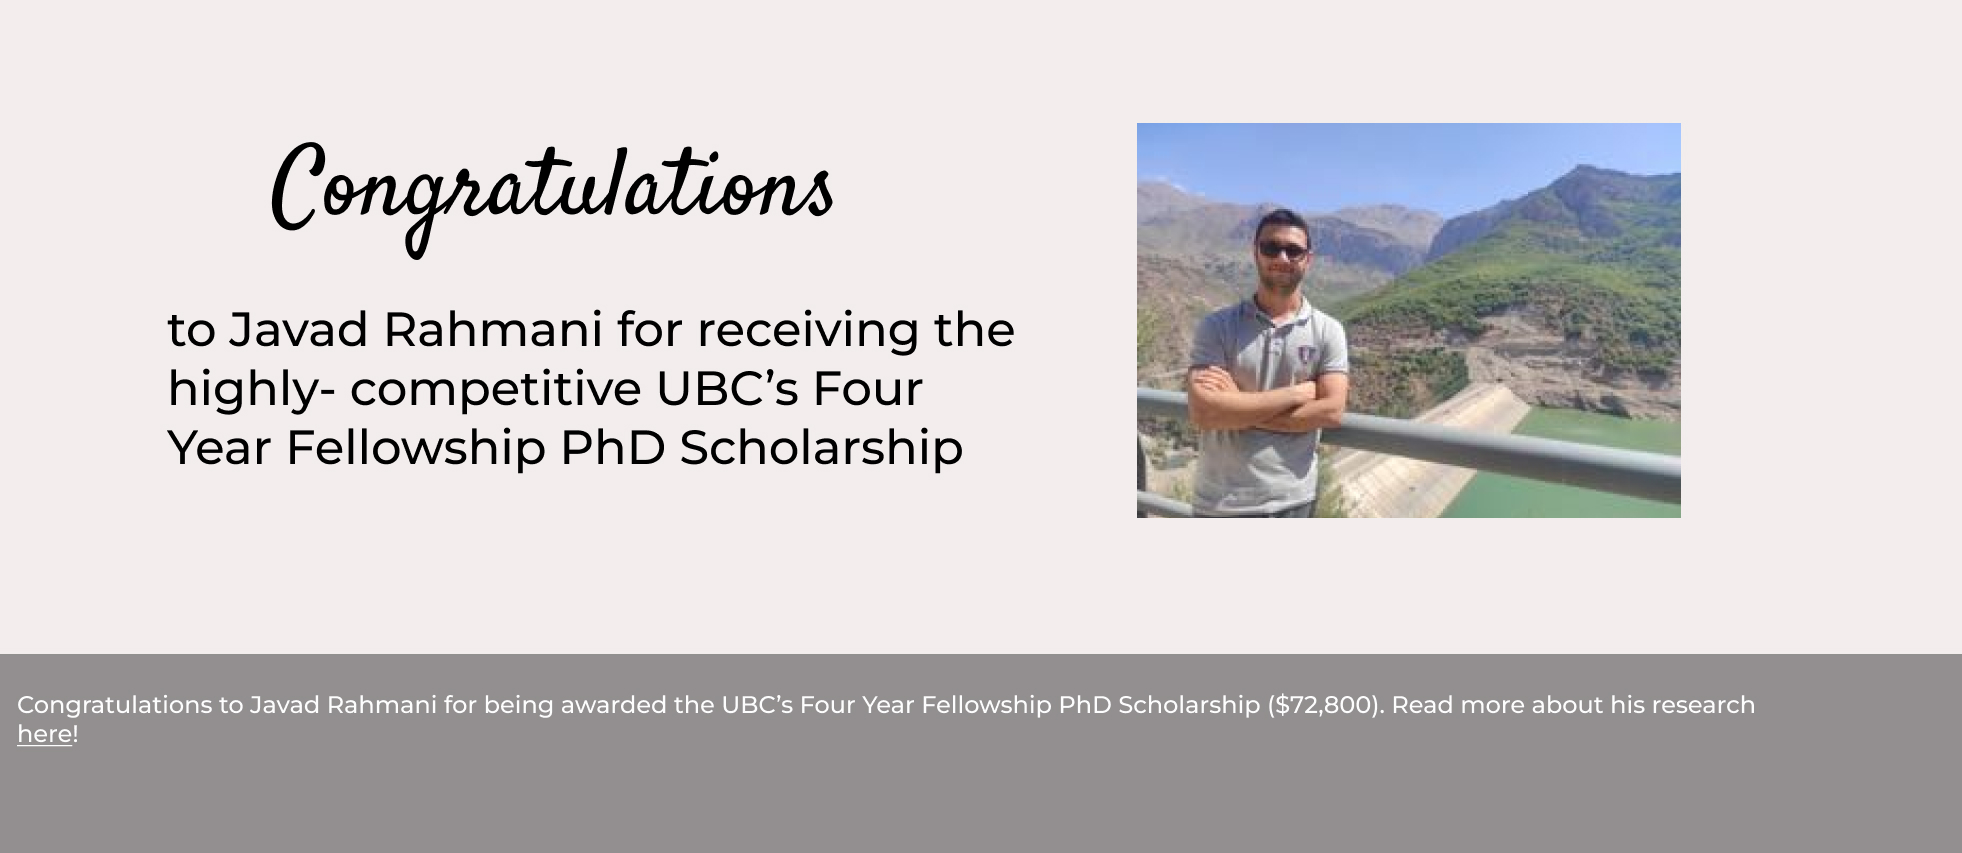 Congratulations
to Javad Rahmani for receiving the
highly- competitive UBC’s Four
Year Fellowship PhD Scholarship
Congratulations to Javad Rahmani for being awarded the UBC’s Four Year Fellowship PhD Scholarship ($72,800). Read more about his research
here!